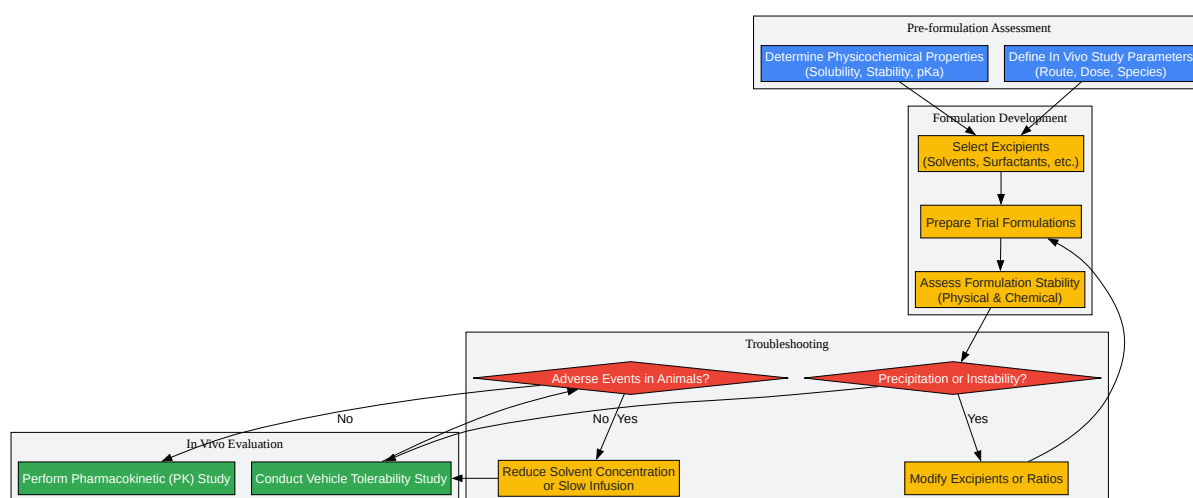 Pre-formulation Assessment
Determine Physicochemical Properties
(Solubility, Stability, pKa)
Define In Vivo Study Parameters
(Route, Dose, Species)
Formulation Development
Select Excipients
(Solvents, Surfactants, etc.)
Prepare Trial Formulations
Assess Formulation Stability
(Physical & Chemical)
Troubleshooting
Adverse Events in Animals?
Precipitation or Instability?
No
No
Yes
Yes
In Vivo Evaluation
Perform Pharmacokinetic (PK) Study
Conduct Vehicle Tolerability Study
Reduce Solvent Concentration
or Slow Infusion
Modify Excipients or Ratios